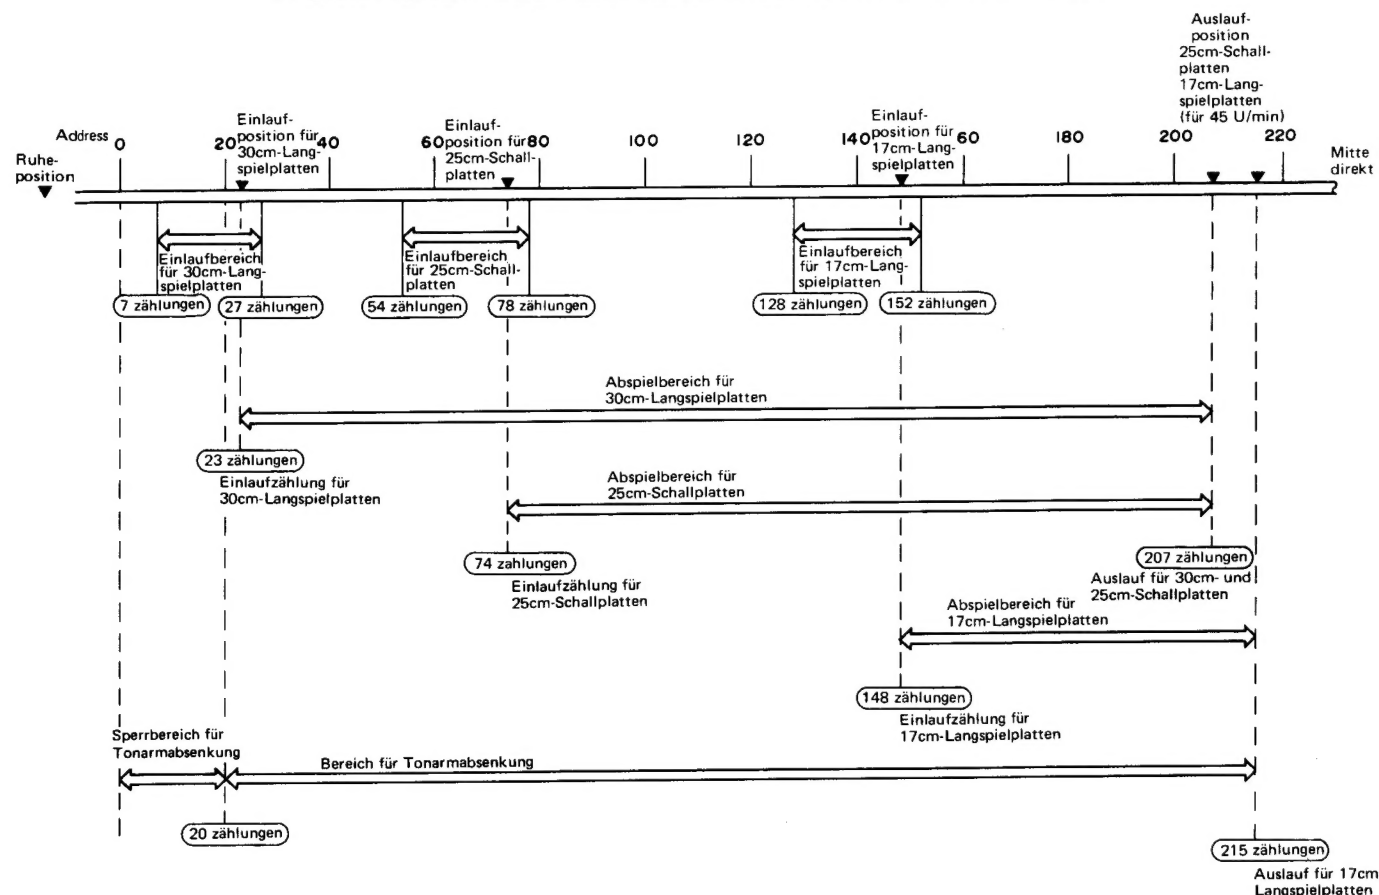 Auslauf-
position
25cm-Schall-
platten
17cm-Lang-
spielplatten
(für 45 U/min)
Einlauf-
position für
30cm-Lang-
spielplatten
Einlauf-
position für
25cm-Schall-
platten
Einlauf-
position für
17cm-Lang-
spielplatten
Address 0 20 40 60 80 100 120 140 60 180 200 220
Ruhe-
position
Mitte
direkt
Einlaufbereich
für 30cm-Lang-
spielplatten
Einlaufbereich
für 25cm-Schall-
platten
Einlaufbereich
für 17cm-Lang-
spielplatten
7 zählungen 27 zählungen 54 zählungen 78 zählungen 128 zählungen 152 zählungen
Abspielbereich für
30cm-Langspielplatten
23 zählungen
Einlaufzählung für
30cm-Langspielplatten
Abspielbereich für
25cm-Schallplatten
74 zahlungen
Einlaufzählung für
25cm-Schallplatten
207 zählungen
Auslauf für 30cm- und
25cm-Schallplatten
Abspielbereich für
17cm-Langspielplatten
148 zählungen
Einlaufzählung für
17cm-Langspielplatten
Sperrbereich für
Tonarmabsenkung
Bereich für Tonarmabsenkung
20 zählungen
215 zählungen
Auslauf für 17cm
Langspielplatten